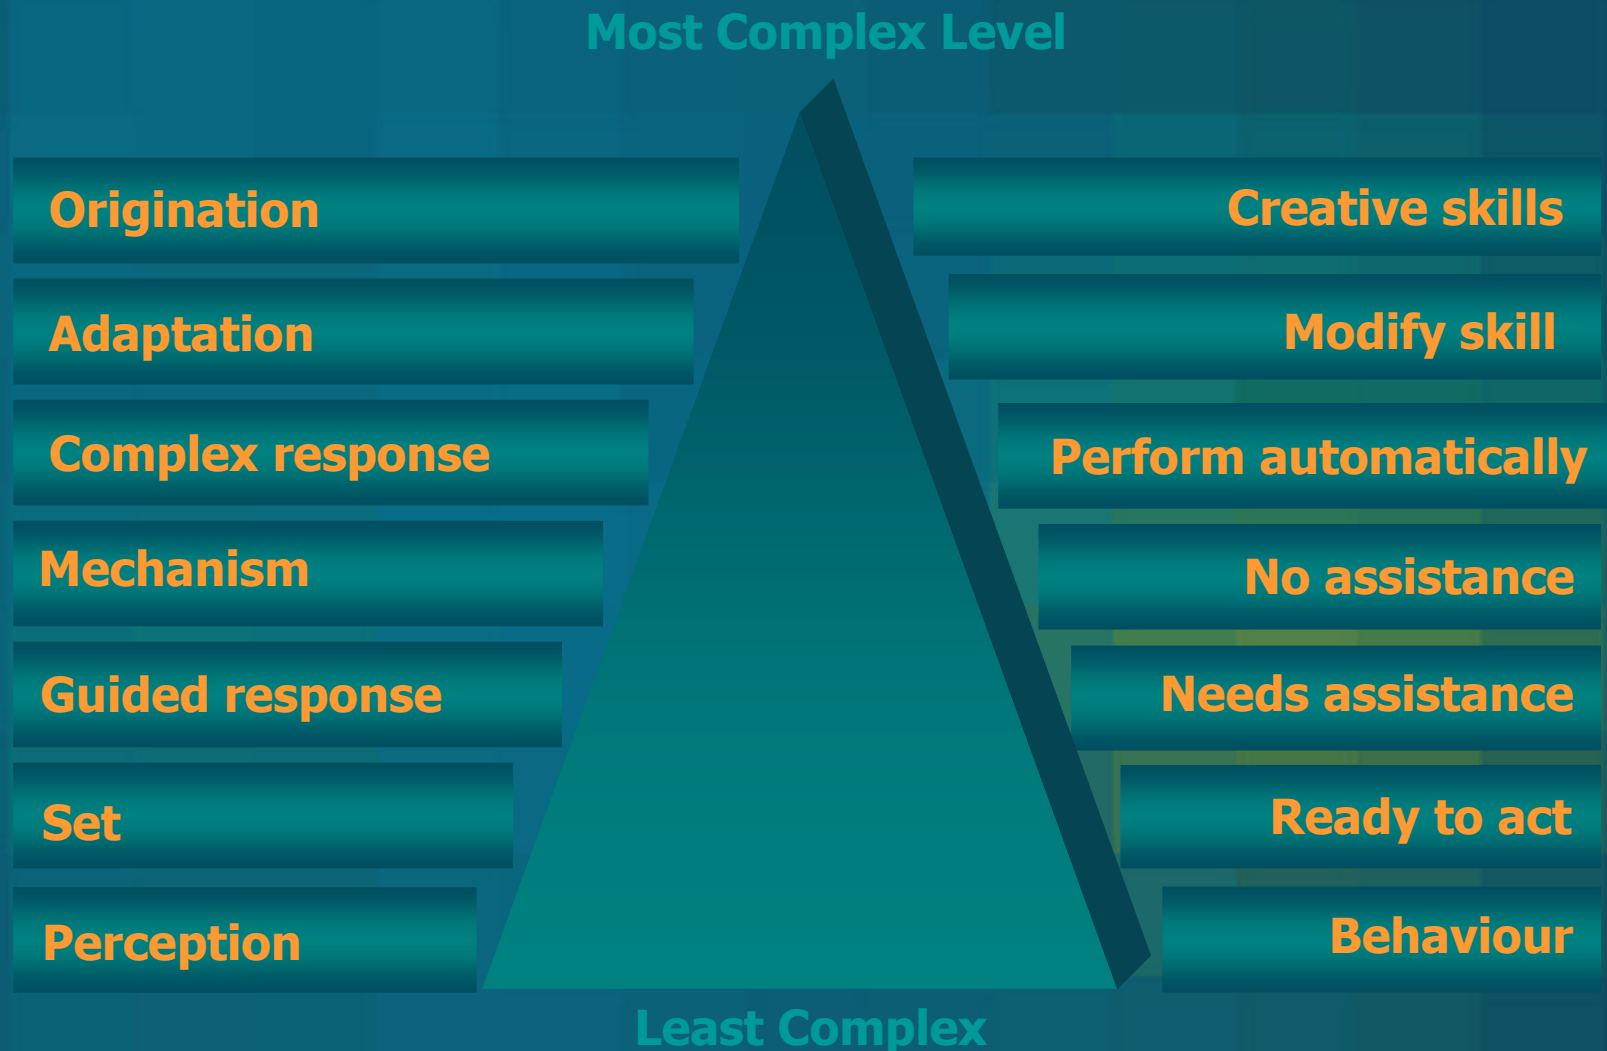 Most Complex Level
Origination
Creative skills
Adaptation
Modify skill
Complex response
Perform automatically
Mechanism
No assistance
Guided response
Needs assistance
Set
Ready to act
Perception
Behaviour
Least Complex